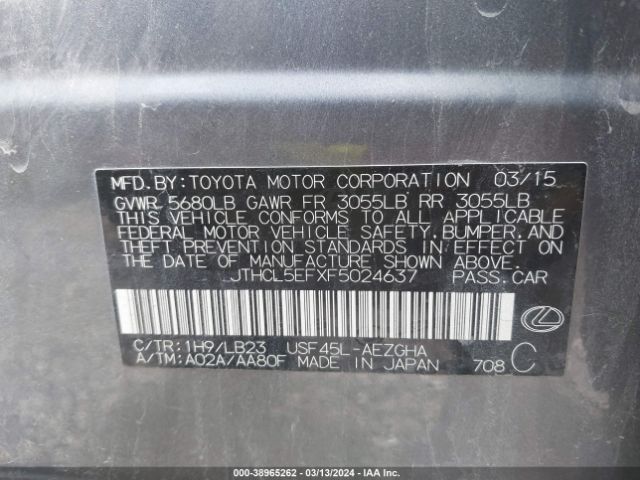 MFD.BY:TOYOTA MOTOR CORPORATION 03/15
GVWR 5680LB GAWR FR 3055LB RR 3055LB
THIS VEHICLE CONFORMS TO ALL APPLICABLE
FEDERAL MOTOR VEHICLE SAFETY,BUMPER,AND
THEFT PREVENTION STANDARDS IN EFFECT ON
THE DATE OF MANUFACTURE SHOWN ABOVE.
JTHCL5EFXF5024637 PASS.CAR
C/TR:1H9/LB23 USF45L-AEZGHA
A/TM:A02A/AA80F MADE IN JAPAN 708 C
000-38965262 - 03/13/2024 - IAA Inc.